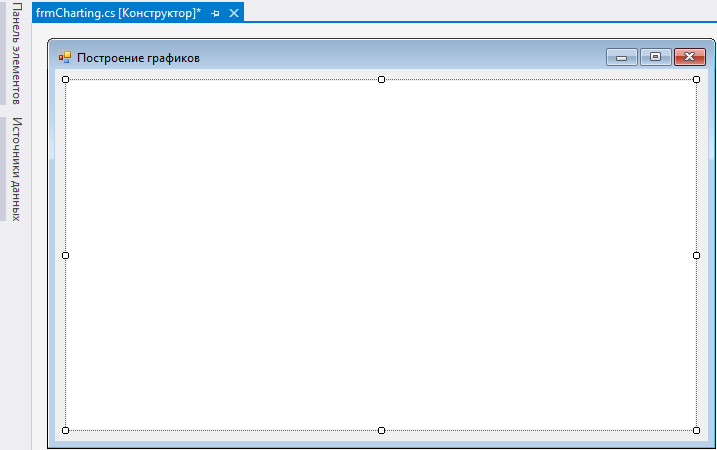 frmCharting.cs [Конструктор]*
Панель элементов
Источники данных
Построение графиков